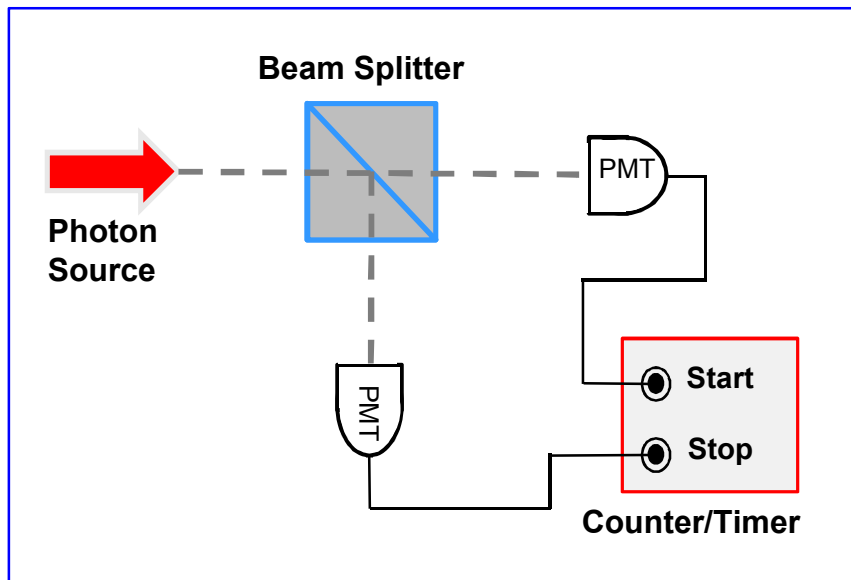 Beam Splitter
PMT
Photon
Source
PMT
Start
Stop
Counter/Timer